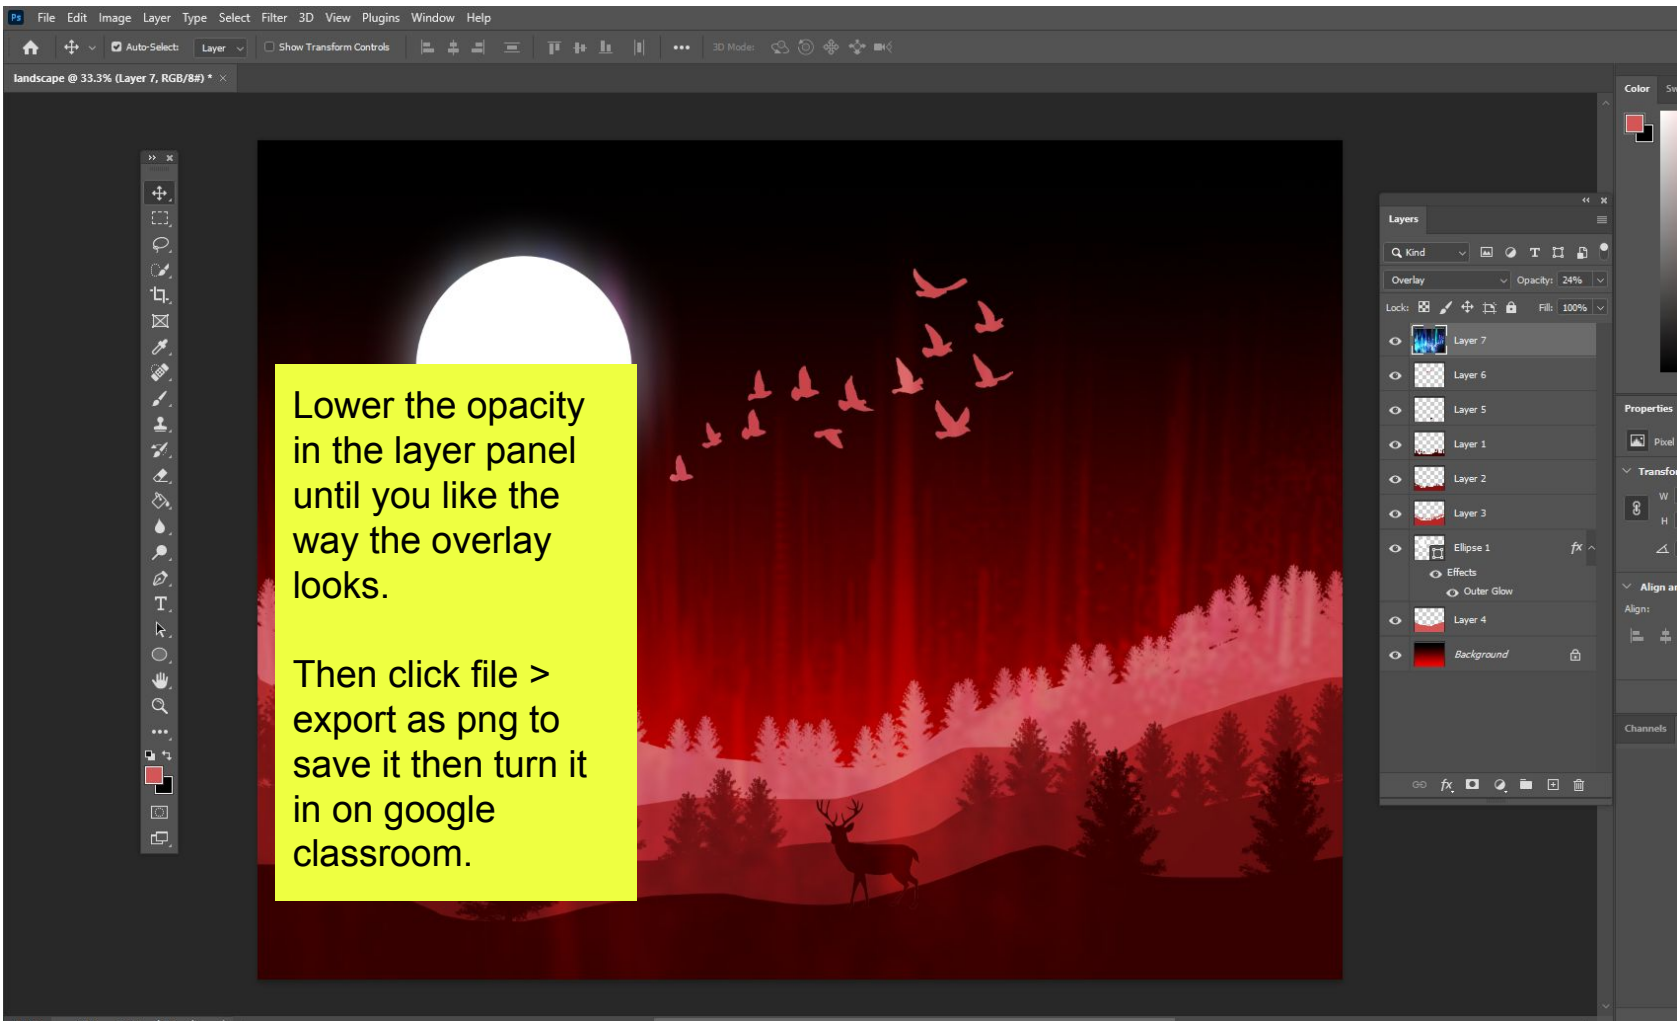 Ps File Edit Image Layer Type Select Filter 3D View Plugins Window Help
Auto-Select: Layer Show Transform Controls 3D Mode:
landscape @ 33.3% (Layer 7, RGB/8#) * ×
Color
Layers
Kind
Overlay Opacity: 24%
Lock: Fill: 100%
Layer 7
Layer 6
Layer 5
Layer 1
Layer 2
Layer 3
Ellipse 1 fx
Effects
Outer Glow
Layer 4
Background
fx
Properties
Pixel
W
H
Align:
Channels
Lower the opacity
in the layer panel
until you like the
way the overlay
looks.
Then click file >
export as png to
save it then turn it
in on google
classroom.